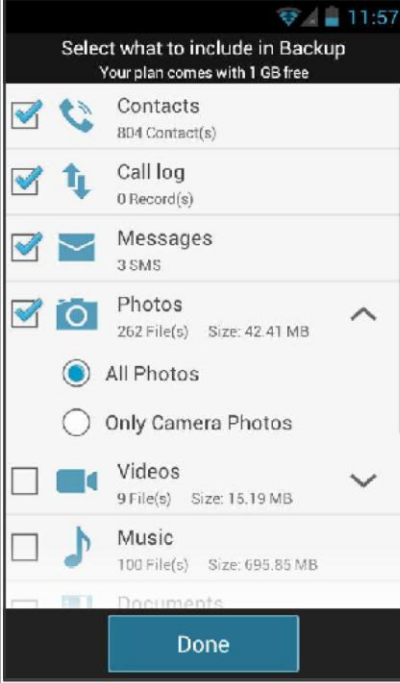 11:57
Select what to include in Backup
Your plan comes with 1 GB free
Contacts
804 Contact(s)
Call log
0 Record(s)
Messages
3 SMS
Photos
262 File(s) Size: 42.41 MB
All Photos
Only Camera Photos
Videos
9 File(s) Size: 15.19 MB
Music
100 File(s) Size: 695.85 MB
Documents
Done